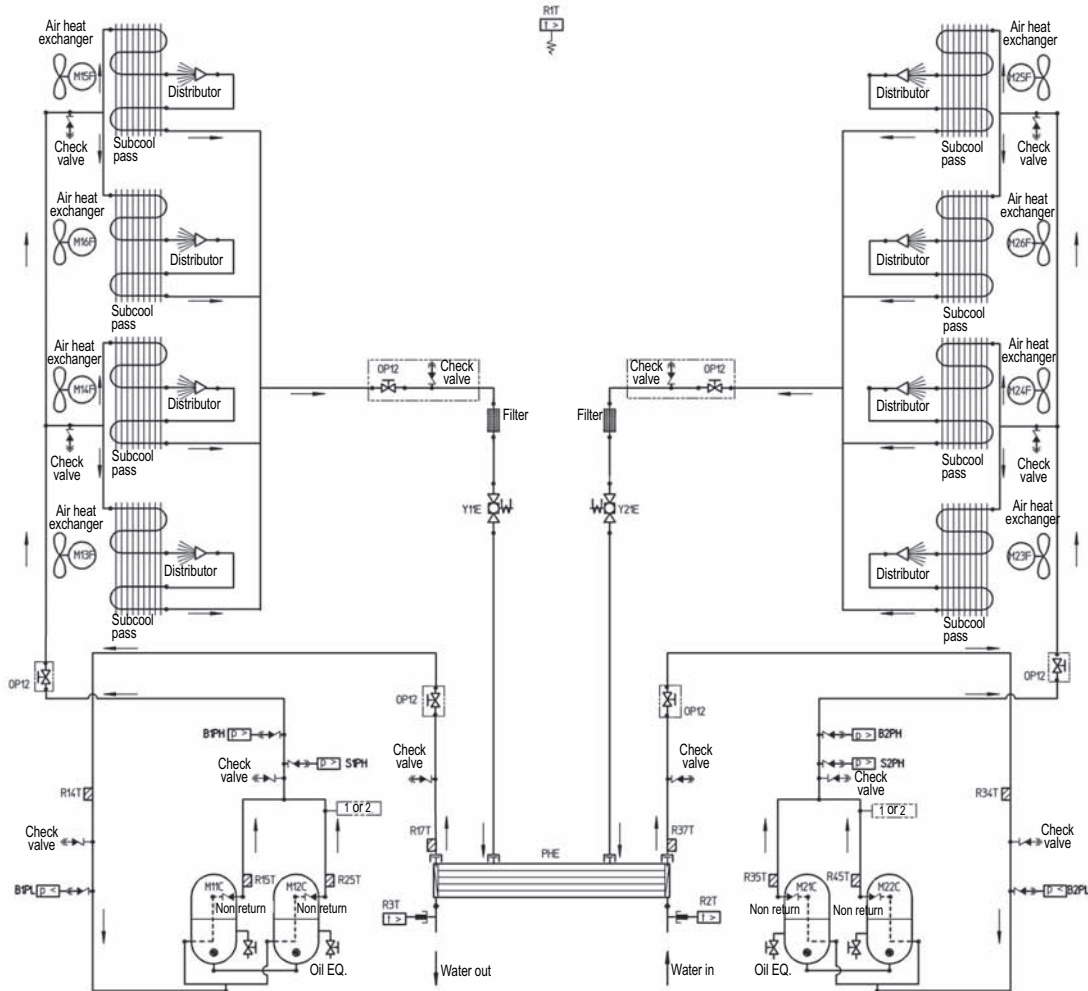 R1T
t >
Air heat
exchanger
M15F
Distributor
Check
valve
Subcool
pass
Air heat
exchanger
M25F
Distributor
Subcool
pass
Check
valve
Air heat
exchanger
M16F
Distributor
Subcool
pass
Air heat
exchanger
M26F
Distributor
Subcool
pass
Air heat
exchanger
M14F
Distributor
Check
valve
Subcool
pass
OP12
Check
valve
Filter
Y11E
Check
valve
OP12
Filter
Y21E
Air heat
exchanger
M24F
Distributor
Subcool
pass
Check
valve
Air heat
exchanger
M13F
Distributor
Subcool
pass
Air heat
exchanger
M23F
Distributor
Subcool
pass
OP12
OP12
OP12
OP12
B1PH p >
p > S1PH
Check
valve
Check
valve
Check
valve
p > B2PH
p > S2PH
Check
valve
R14T
R34T
1 or 2
1 or 2
Check
valve
Check
valve
R17T
PHE
R37T
B1PL p <
p < B2PL
M11C
R15T
M12C
R25T
Non return
Non return
R35T
M21C
R45T
M22C
Non return
Non return
R3T
t >
R2T
t >
Oil EQ.
Water out
Water in
Oil EQ.